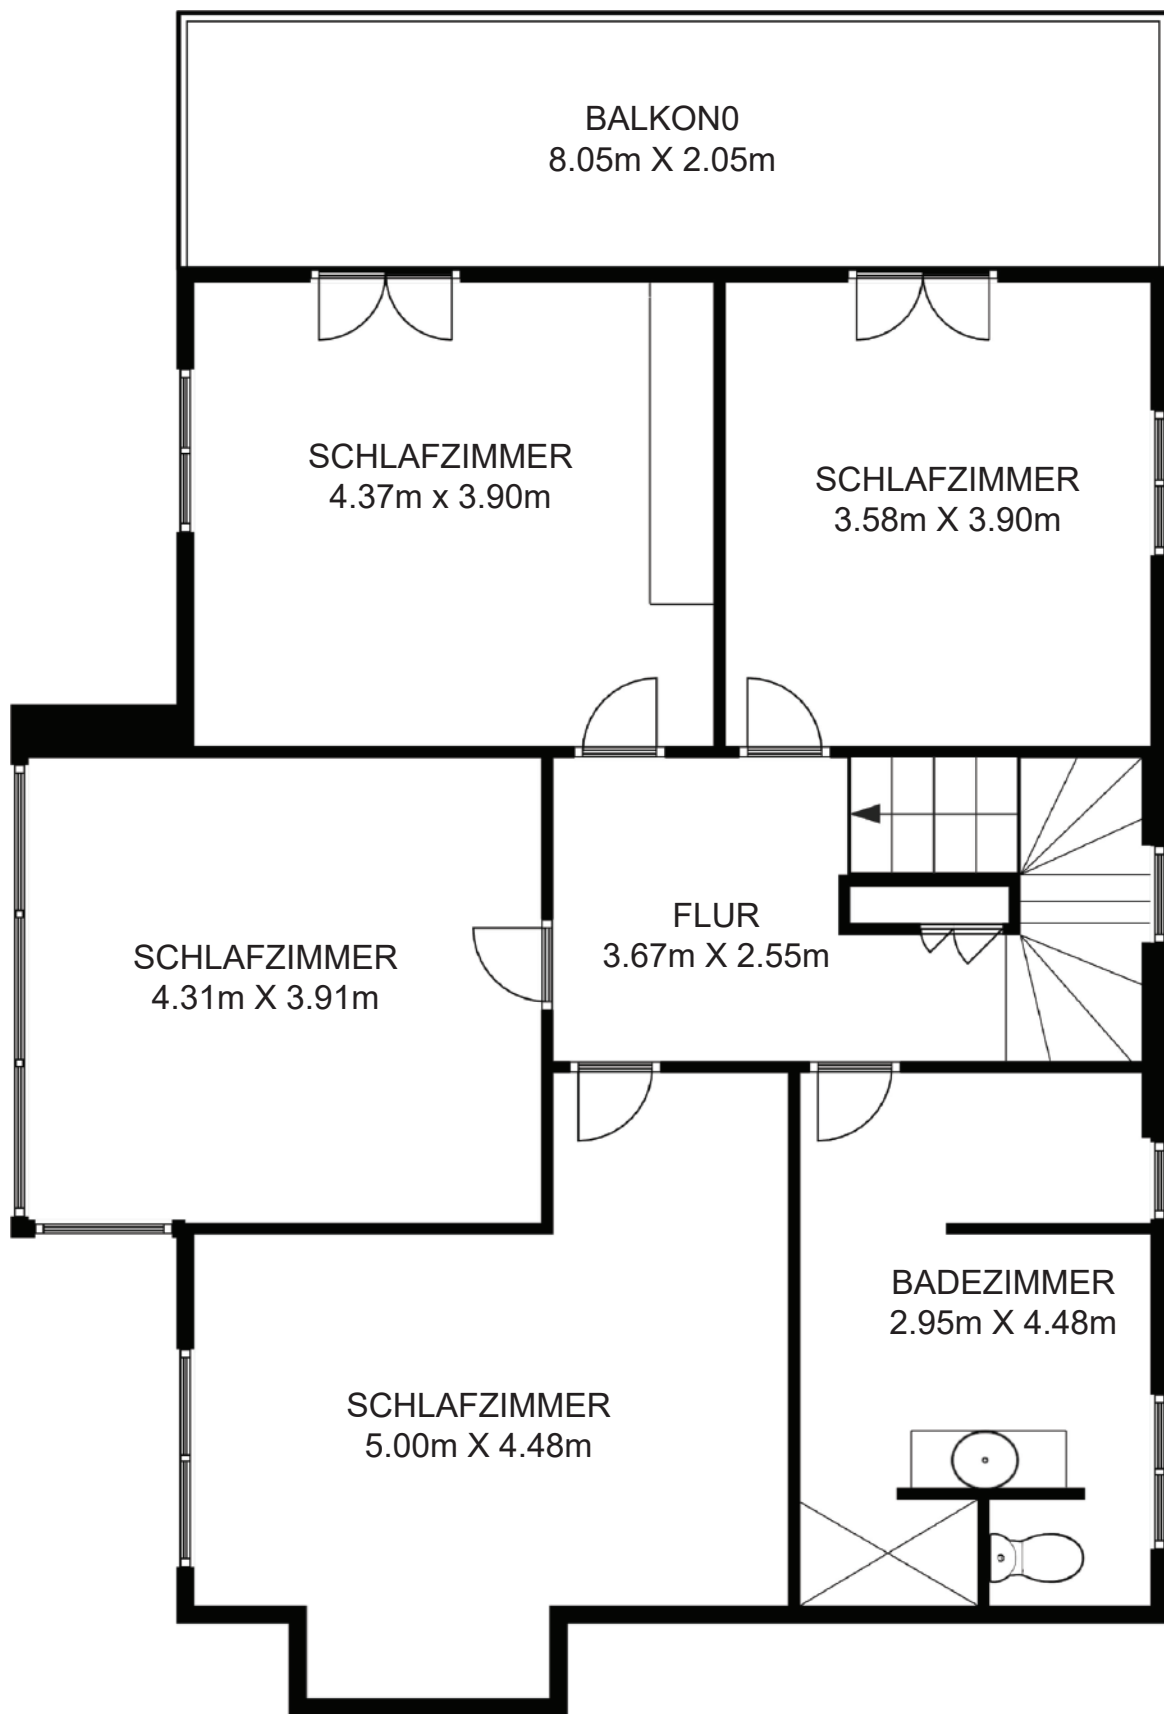 BALKON0
8.05m X 2.05m
SCHLAFZIMMER
4.37m x 3.90m
SCHLAFZIMMER
3.58m X 3.90m
FLUR
3.67m X 2.55m
SCHLAFZIMMER
4.31m X 3.91m
BADEZIMMER
2.95m X 4.48m
SCHLAFZIMMER
5.00m X 4.48m